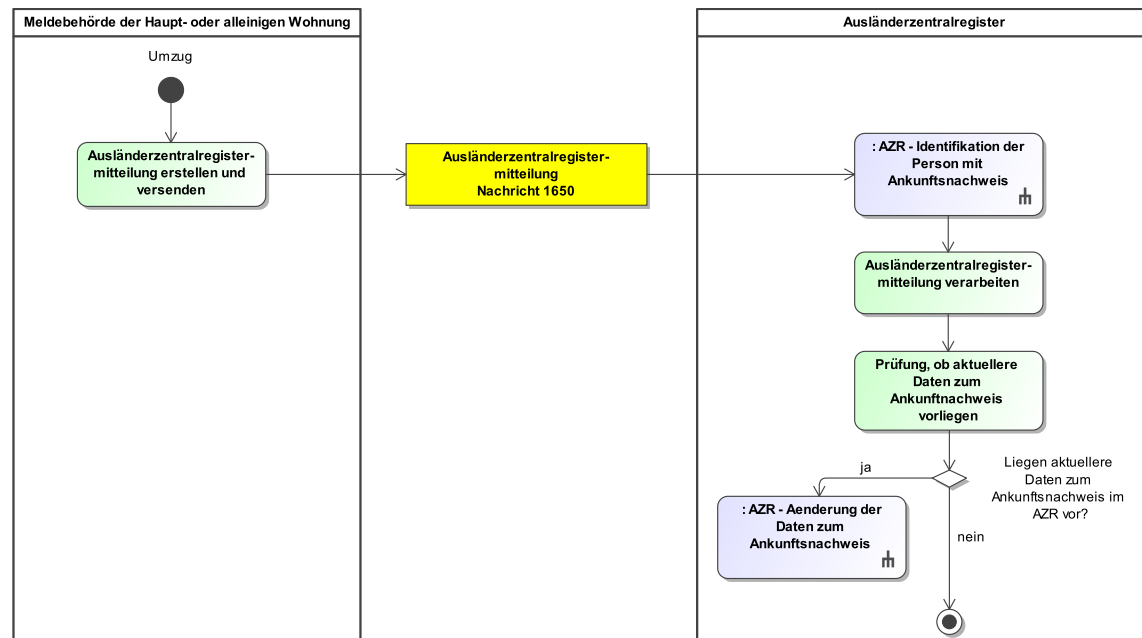 Meldebehörde der Haupt- oder alleinigen Wohnung
Umzug
Ausländerzentralregister-
mitteilung erstellen und
versenden
Ausländerzentralregister-
mitteilung
Nachricht 1650
Ausländerzentralregister
: AZR - Identifikation der
Person mit
Ankunftsnachweis
Ausländerzentralregister-
mitteilung verarbeiten
Prüfung, ob aktuellere
Daten zum
Ankunftnachweis
vorliegen
Liegen aktuellere
Daten zum
Ankunftsnachweis im
AZR vor?
ja
: AZR - Aenderung der
Daten zum
Ankunftsnachweis
nein